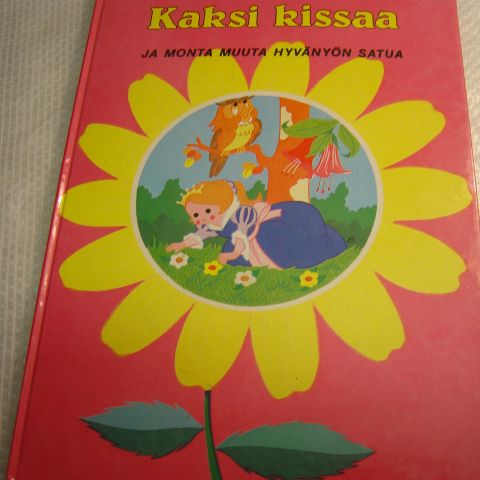 Kaksi kissaa
JA MONTA MUUTA HYVÄNYÖN SATUA